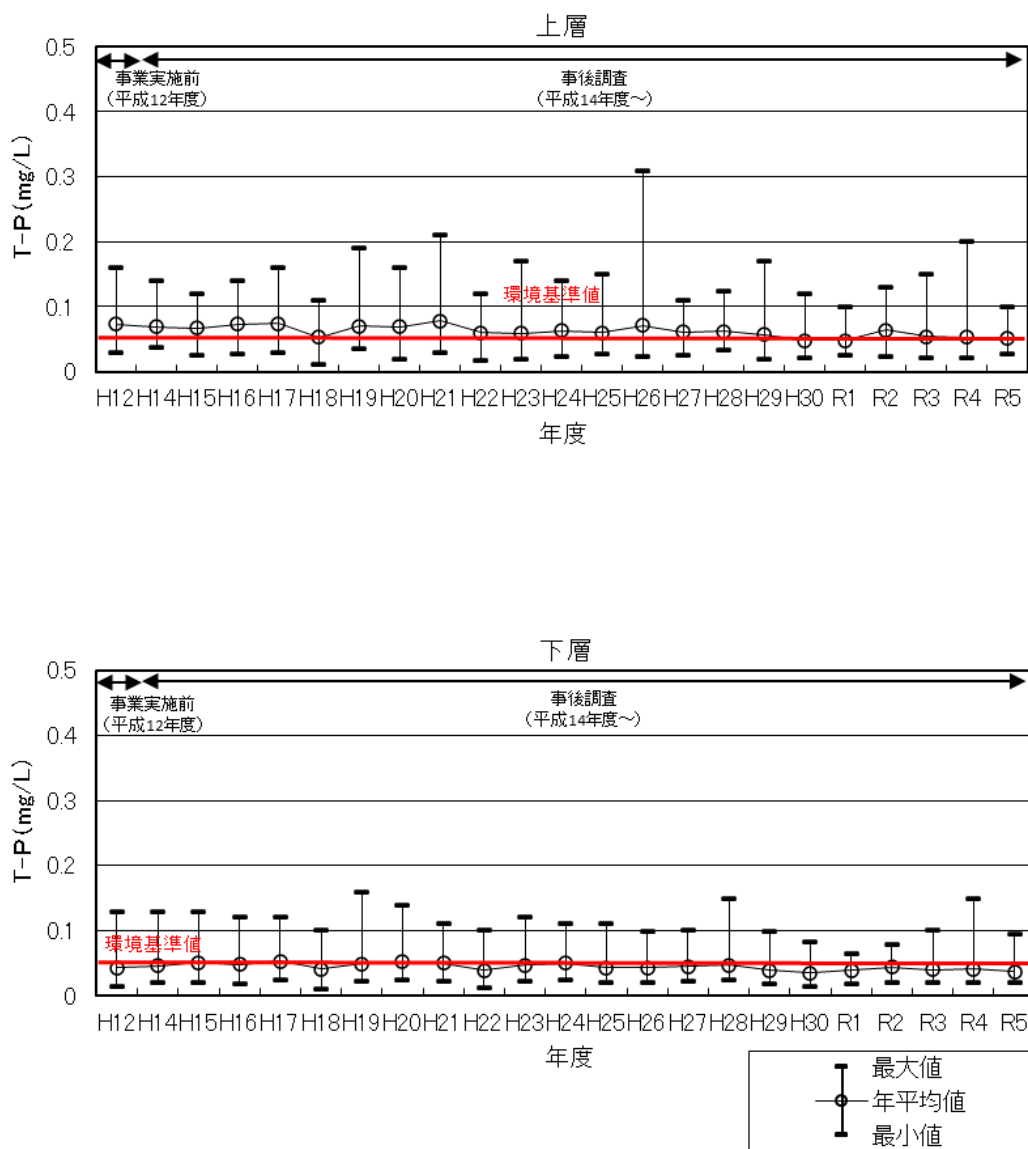 上層
0.5
事業実施前
(平成12年度)
事後調査
(平成14年度～)
0.4
0.3
0.2
0.1
0
T-P(mg/L)
環境基準値
H12 H14 H15 H16 H17 H18 H19 H20 H21 H22 H23 H24 H25 H26 H27 H28 H29 H30 R1 R2 R3 R4 R5
年度
下層
0.5
事業実施前
(平成12年度)
事後調査
(平成14年度～)
0.4
0.3
0.2
0.1
0
T-P(mg/L)
環境基準値
H12 H14 H15 H16 H17 H18 H19 H20 H21 H22 H23 H24 H25 H26 H27 H28 H29 H30 R1 R2 R3 R4 R5
年度
最大値
年平均値
最小値